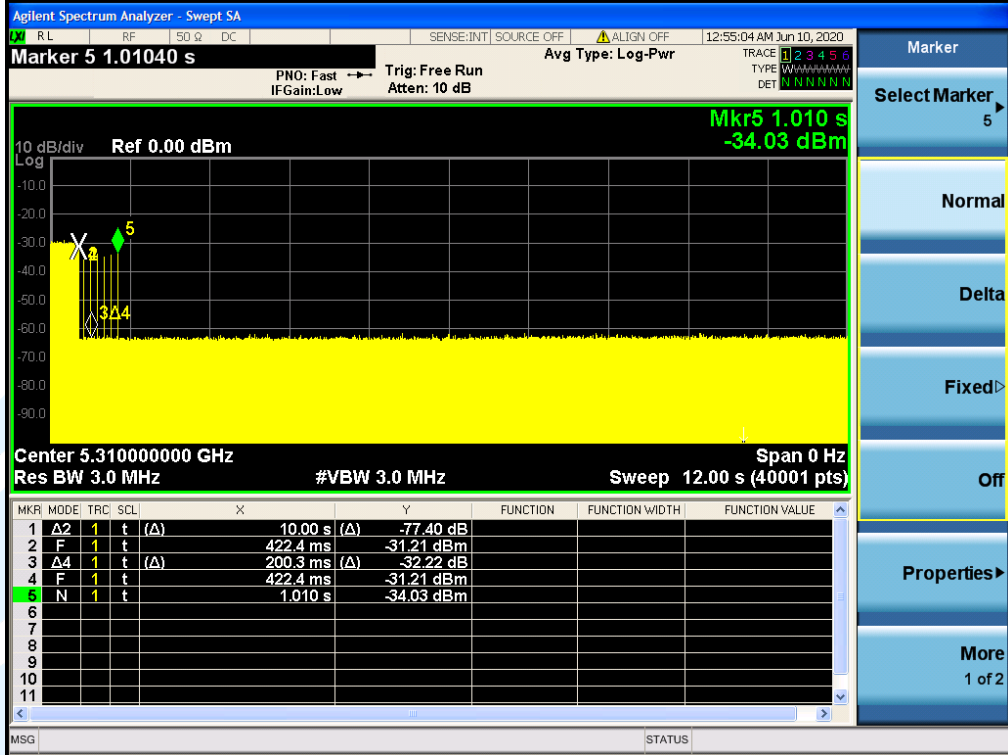 Agilent Spectrum Analyzer - Swept SA
LXI RL RF 50 Ω DC SENSE:INT SOURCE OFF ALIGN OFF 12:55:04 AM Jun 10, 2020
Marker 5 1.01040 s
PNO: Fast
IFGain:Low
Trig: Free Run
Atten: 10 dB
Avg Type: Log-Pwr
TRACE 1 2 3 4 5 6
TYPE WWWWWW
DET N N N N N N
Mkr5 1.010 s
-34.03 dBm
10 dB/div Ref 0.00 dBm
Log
-10.0
-20.0
-30.0
-40.0
-50.0
-60.0
-70.0
-80.0
-90.0
5
3Δ4
Center 5.310000000 GHz Span 0 Hz
Res BW 3.0 MHz #VBW 3.0 MHz Sweep 12.00 s (40001 pts)
MKR MODE TRC SCL X Y FUNCTION FUNCTION WIDTH FUNCTION VALUE
1 Δ2 1 t (Δ) 10.00 s (Δ) -77.40 dB
2 F 1 t 422.4 ms -31.21 dBm
3 Δ4 1 t (Δ) 200.3 ms (Δ) -32.22 dB
4 F 1 t 422.4 ms -31.21 dBm
5 N 1 t 1.010 s -34.03 dBm
6
7
8
9
10
11
MSG STATUS
Marker
Select Marker
5
Normal
Delta
Fixed
Off
Properties
More
1 of 2